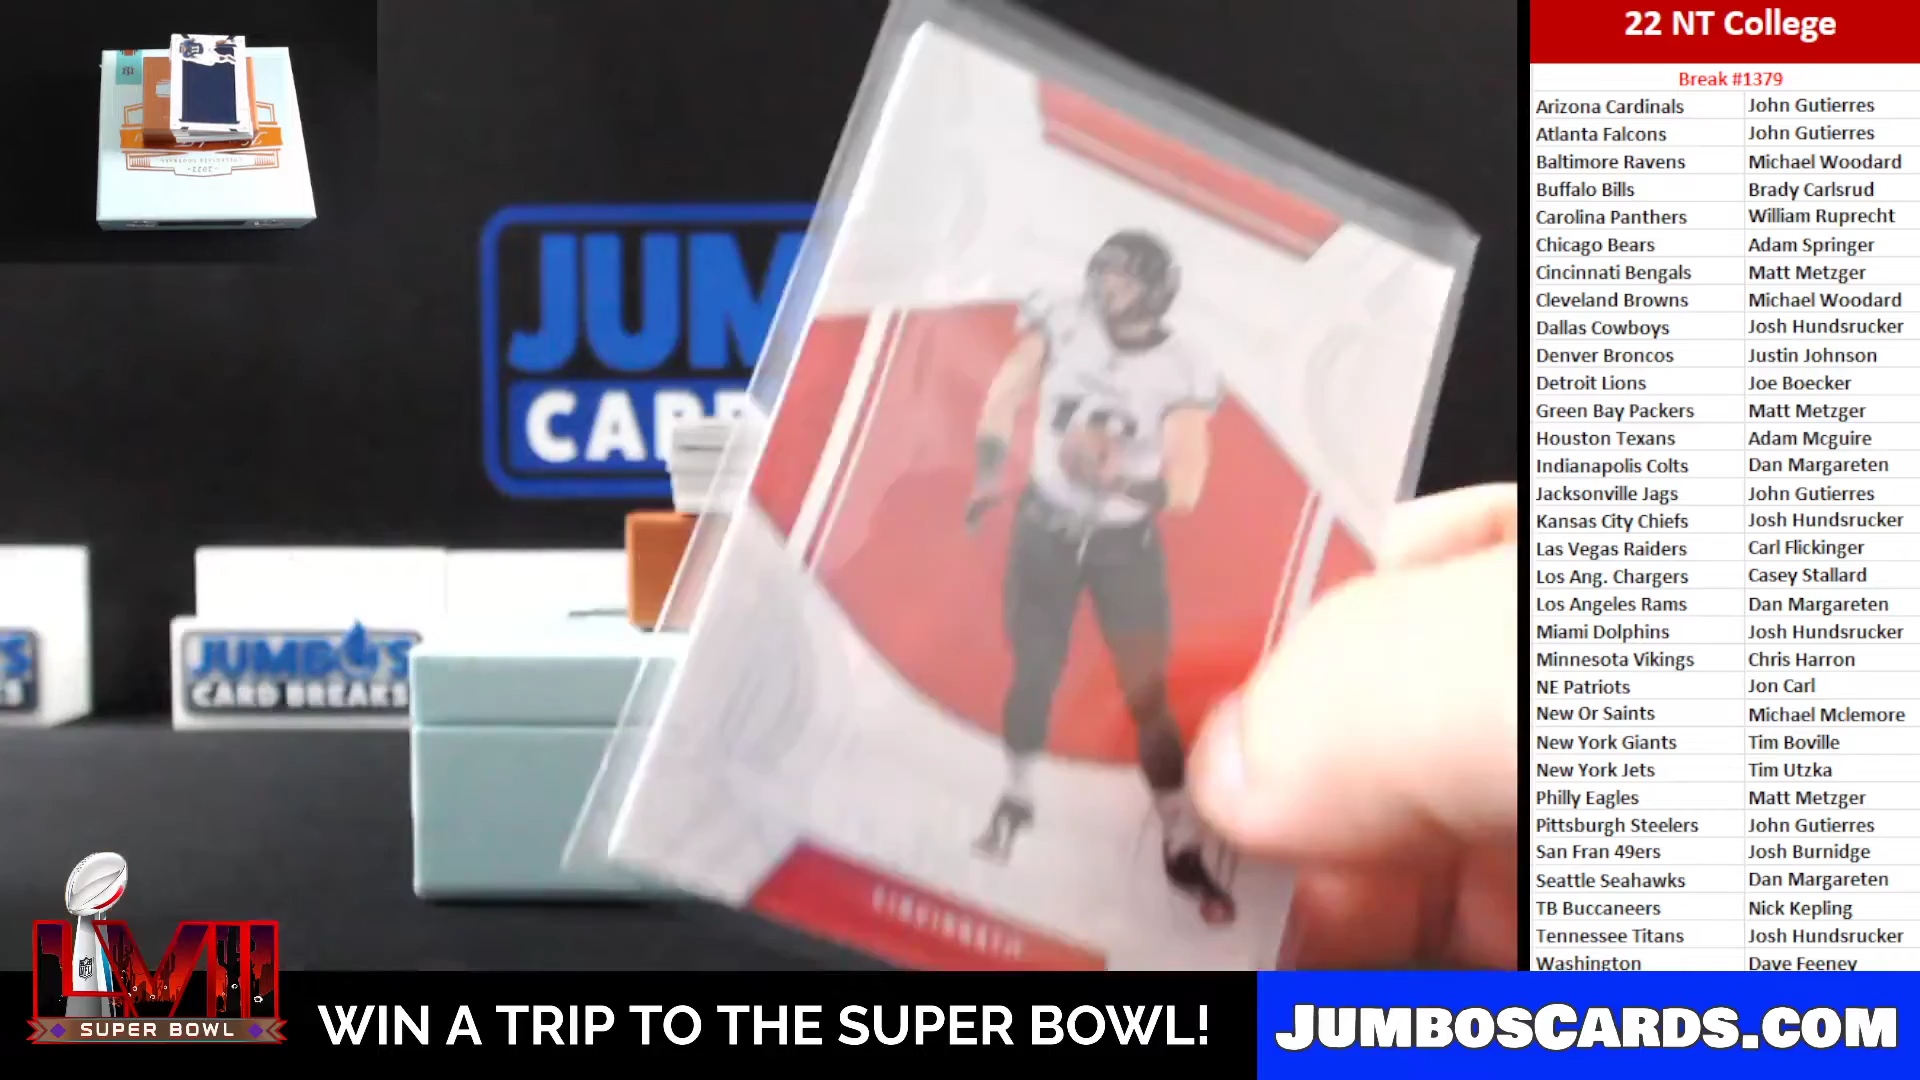 22 NT College
Break #1379
Arizona Cardinals John Gutierres
Atlanta Falcons John Gutierres
Baltimore Ravens Michael Woodard
Buffalo Bills Brady Carlsrud
Carolina Panthers William Ruprecht
Chicago Bears Adam Springer
Cincinnati Bengals Matt Metzger
Cleveland Browns Michael Woodard
Dallas Cowboys Josh Hundsrucker
Denver Broncos Justin Johnson
Detroit Lions Joe Boecker
Green Bay Packers Matt Metzger
Houston Texans Adam Mcguire
Indianapolis Colts Dan Margareten
Jacksonville Jags John Gutierres
Kansas City Chiefs Josh Hundsrucker
Las Vegas Raiders Carl Flickinger
Los Ang. Chargers Casey Stallard
Los Angeles Rams Dan Margareten
Miami Dolphins Josh Hundsrucker
Minnesota Vikings Chris Harron
NE Patriots Jon Carl
New Or Saints Michael Mclemore
New York Giants Tim Boville
New York Jets Tim Utzka
Philly Eagles Matt Metzger
Pittsburgh Steelers John Gutierres
San Fran 49ers Josh Burnidge
Seattle Seahawks Dan Margareten
TB Buccaneers Nick Kepling
Tennessee Titans Josh Hundsrucker
Washington Dave Feeney
JUM
CAR
JUMBO'S
CARD BREAKS
CINCINNATI
LVII
SUPER BOWL
WIN A TRIP TO THE SUPER BOWL!
JUMBOSCARDS.COM